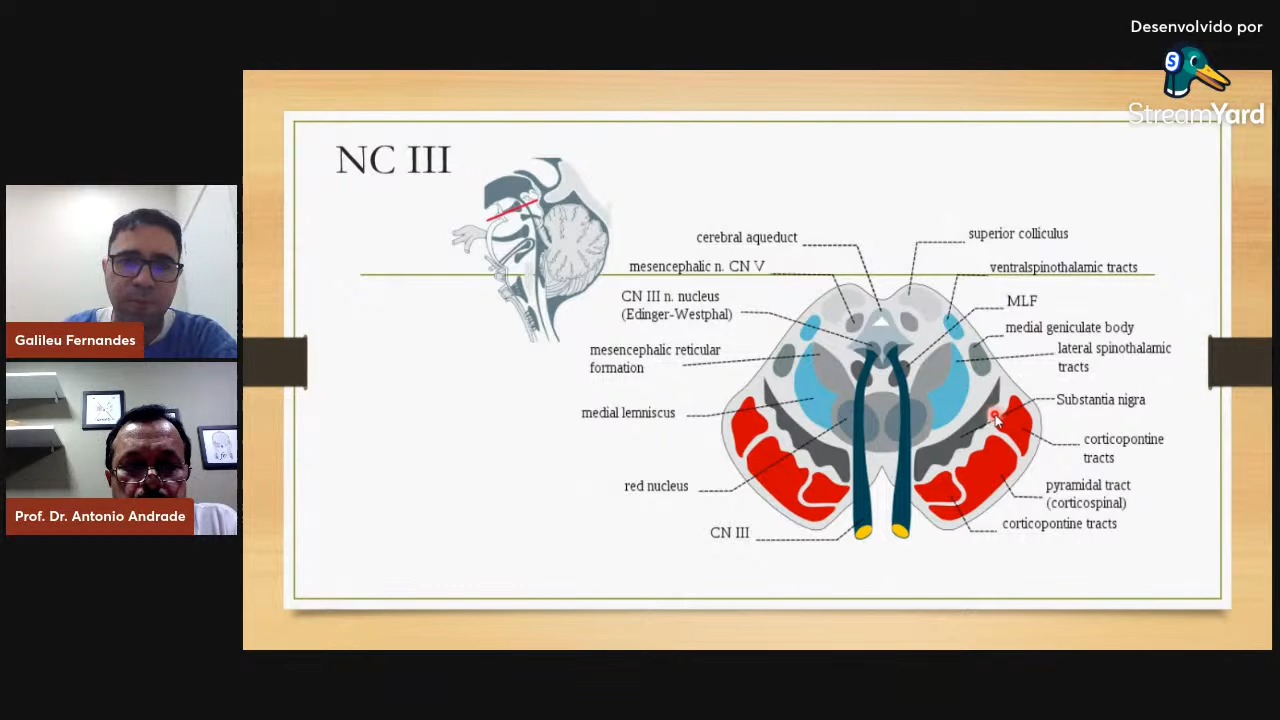 Desenvolvido por
S
StreamYard
NC III
cerebral aqueduct
mesencephalic n. CN V
CN III n. nucleus
(Edinger-Westphal)
mesencephalic reticular
formation
medial lemniscus
red nucleus
CN III
superior colliculus
ventralspinothalamic tracts
MLF
medial geniculate body
lateral spinothalamic
tracts
Substantia nigra
corticopontine
tracts
pyramidal tract
(corticospinal)
corticopontine tracts
Galileu Fernandes
Prof. Dr. Antonio Andrade